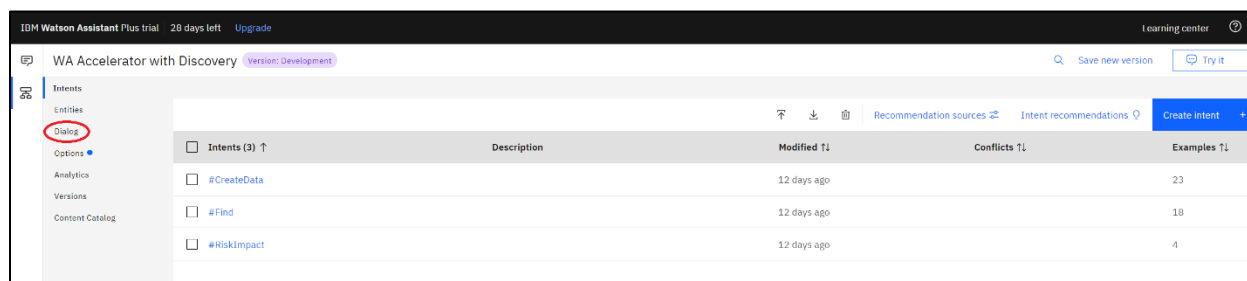 IBM Watson Assistant Plus trial 28 days left Upgrade Learning center
WA Accelerator with Discovery Version: Development Save new version Try it
Intents
Entities
Dialog
Options
Analytics
Versions
Content Catalog
Recommendation sources Intent recommendations Create intent +
Intents (3) ↑ Description Modified ↑↓ Conflicts ↑↓ Examples ↑↓
#CreateData 12 days ago 23
#Find 12 days ago 18
#RiskImpact 12 days ago 4